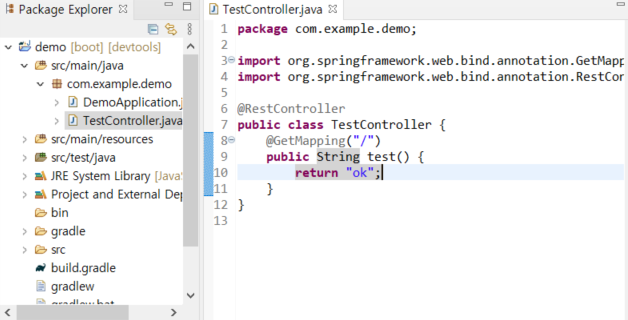 Package Explorer
demo [boot] [devtools]
src/main/java
com.example.demo
DemoApplication.j
TestController.java
src/main/resources
src/test/java
JRE System Library [JavaS
Project and External Dep
bin
gradle
src
build.gradle
gradlew
gradlew.bat
TestController.java
1 package com.example.demo;
2
3 import org.springframework.web.bind.annotation.GetMapp
4 import org.springframework.web.bind.annotation.RestCon
5
6 @RestController
7 public class TestController {
8 @GetMapping("/")
9 public String test() {
10 return "ok";
11 }
12 }
13